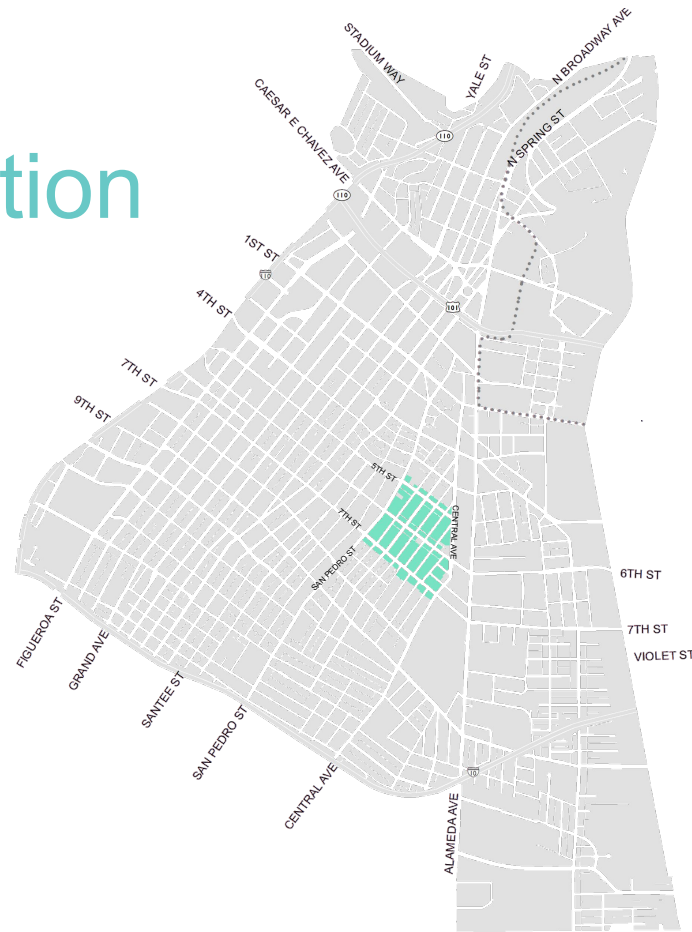 STADIUM WAY
N BROADWAY AVE
YALE ST
CAESAR E CHAVEZ AVE
110
N SPRING ST
tion
110
1ST ST
110
4TH ST
101
7TH ST
9TH ST
5TH ST
7TH ST
CENTRAL AVE
SAN PEDRO ST
6TH ST
FIGUEROA ST
GRAND AVE
7TH ST
VIOLET ST
SANTEE ST
SAN PEDRO ST
CENTRAL AVE
10
ALAMEDA AVE